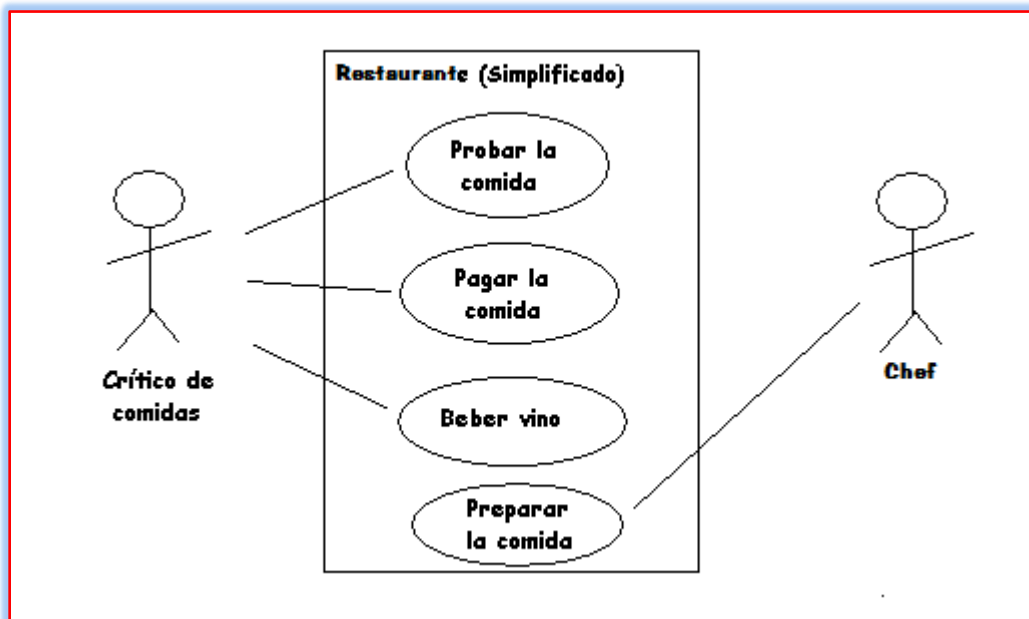 Restaurante (Simplificado)
Probar la
comida
Pagar la
comida
Beber vino
Preparar
la comida
Crítico de
comidas
Chef